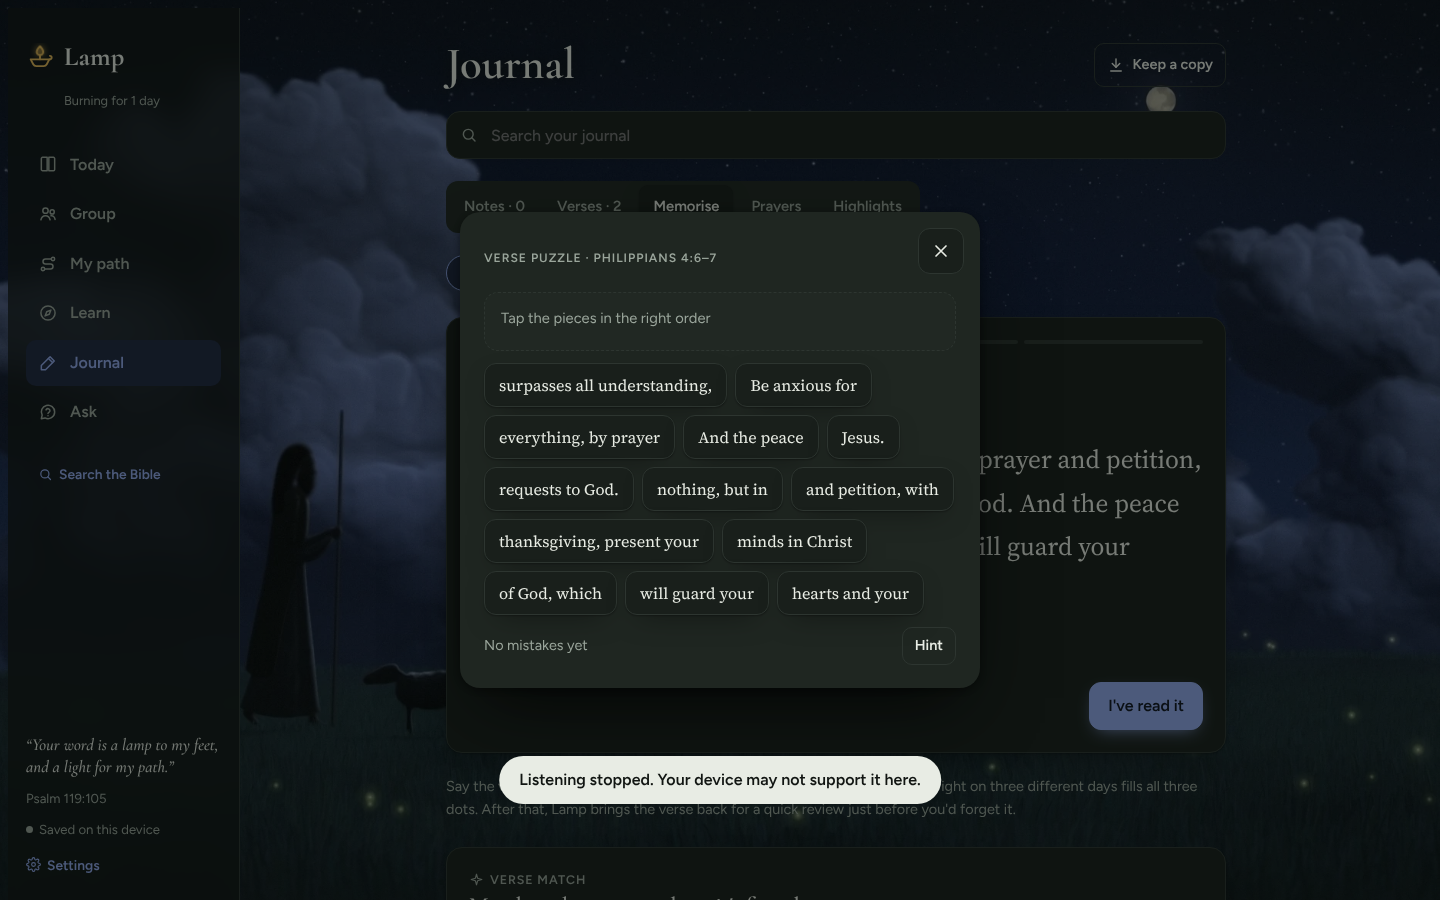 Lamp
Burning for 1 day
Today
Group
My path
Learn
Journal
Ask
Search the Bible
“Your word is a lamp to my feet,
and a light for my path.”
Psalm 119:105
Saved on this device
Settings
Journal
Keep a copy
Search your journal
Notes · 0 Verses · 2 Memorise Prayers Highlights
VERSE PUZZLE · PHILIPPIANS 4:6–7
Tap the pieces in the right order
surpasses all understanding, Be anxious for
everything, by prayer And the peace Jesus.
requests to God. nothing, but in and petition, with
thanksgiving, present your minds in Christ
of God, which will guard your hearts and your
No mistakes yet Hint
prayer and petition,
od. And the peace
ill guard your
I've read it
Listening stopped. Your device may not support it here.
Say the ight on three different days fills all three
dots. After that, Lamp brings the verse back for a quick review just before you'd forget it.
VERSE MATCH